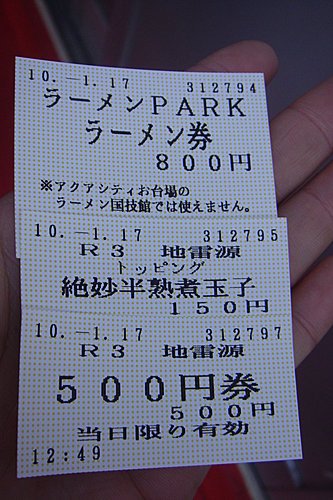 10.-1.17 312794
ラーメンPARK
ラーメン券
800円
※アクアシティお台場の
ラーメン国技館では使えません。
10.-1.17 312795
R3 地雷源
トッピング
絶妙半熟煮玉子
150円
10.-1.17 312797
R3 地雷源
500円券
500円
当日限り有効
12:49